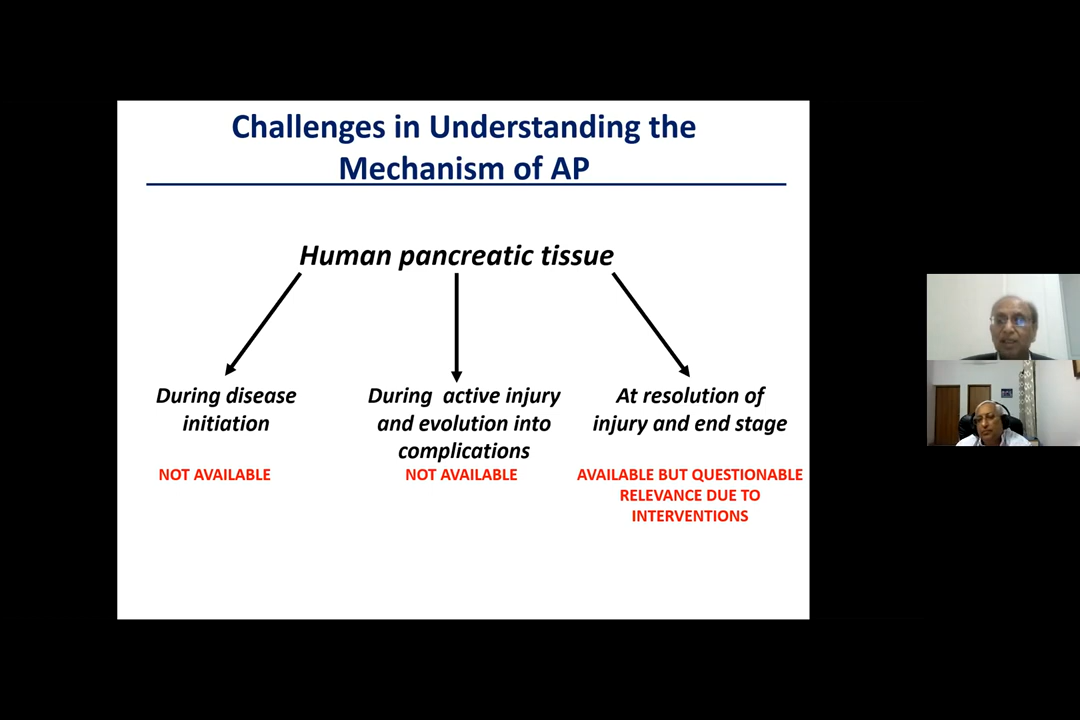 Challenges in Understanding the
Mechanism of AP
Human pancreatic tissue
During disease
initiation
NOT AVAILABLE
During active injury
and evolution into
complications
NOT AVAILABLE
At resolution of
injury and end stage
AVAILABLE BUT QUESTIONABLE
RELEVANCE DUE TO
INTERVENTIONS